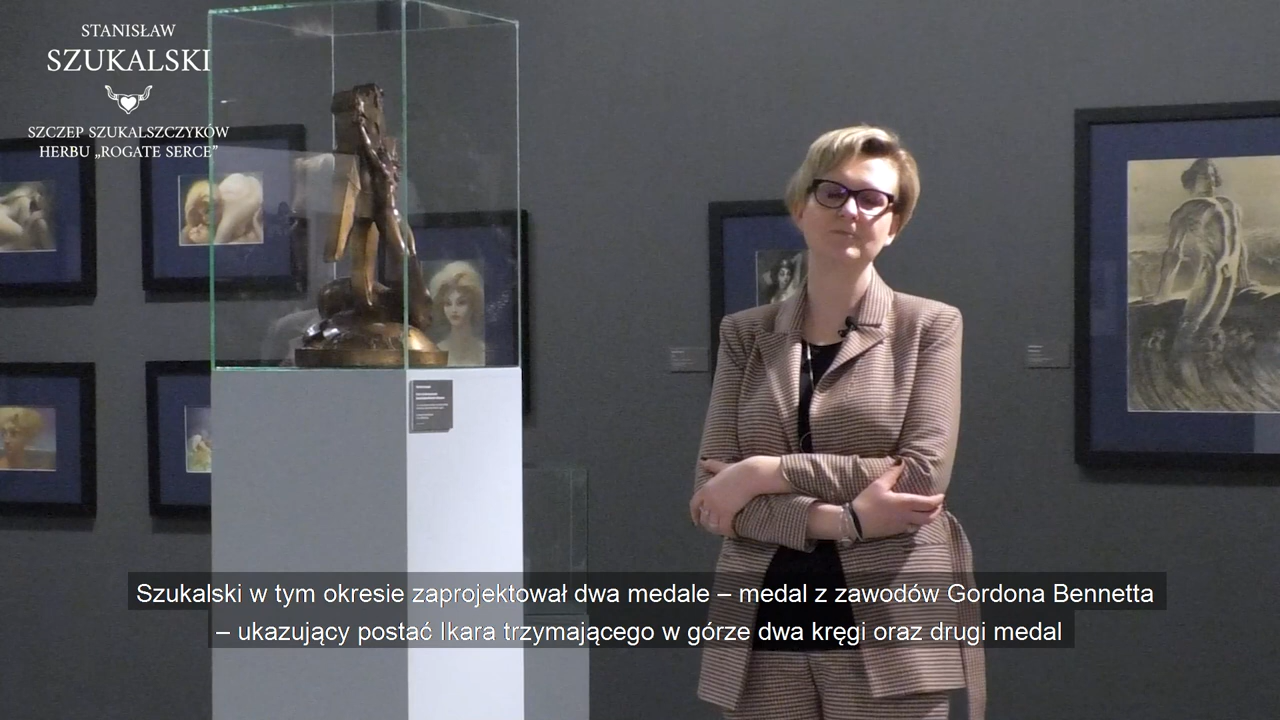 STANISŁAW
SZUKALSKI
SZCZEP SZUKALSZCZYKÓW
HERBU „ROGATE SERCE”
Szukalski w tym okresie zaprojektował dwa medale – medal z zawodów Gordona Bennetta
– ukazujący postać Ikara trzymającego w górze dwa kręgi oraz drugi medal